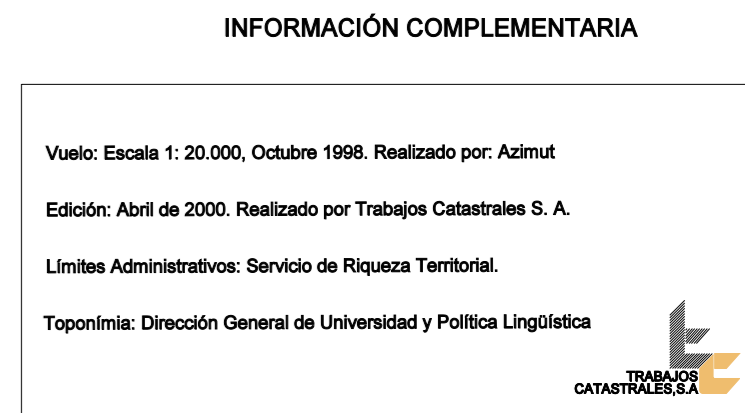 INFORMACIÓN COMPLEMENTARIA
Vuelo: Escala 1: 20.000, Octubre 1998. Realizado por: Azimut
Edición: Abril de 2000. Realizado por Trabajos Catastrales S. A.
Límites Administrativos: Servicio de Riqueza Territorial.
Toponímia: Dirección General de Universidad y Política Lingüística
TRABAJOS
CATASTRALES,S.A